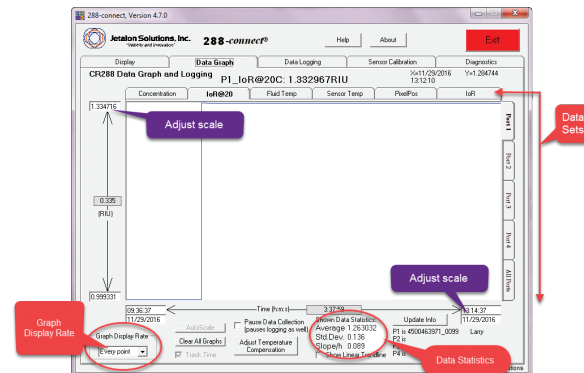 288-connect, Version 4.7.0
Jetalon Solutions, Inc.
"Visibility and Innovation"
288-connect®
Help
About
Exit
Display
Data Graph
Data Logging
Sensor Calibration
Diagnostics
CR288 Data Graph and Logging
P1_IoR@20C: 1.332967RIU
X=11/29/2016
13:12:10
Y=1.284744
Concentration
IoR@20
Fluid Temp
Sensor Temp
PixelPos
IoR
1.334716
Adjust scale
Data
Sets
Port 1
Port 2
Port 3
Port 4
All Ports
0.335
(RIU)
Adjust scale
0.999331
09:36:37
Time (h:m:s)
3:37:59
13:14:37
11/29/2016
11/29/2016
Graph
Display Rate
Graph Display Rate
Every point
AutoScale
Clear All Graphs
Track Time
Pause Data Collection
(pauses logging as well)
Adjust Temperature
Compensation
Shown Data Statistics:
Average 1.263032
Std.Dev. 0.136
Slope/h 0.089
Show Linear Trendline
Update Info
P1 is 4500463971_0099
Lany
P2 is
P4 is
Data Statistics